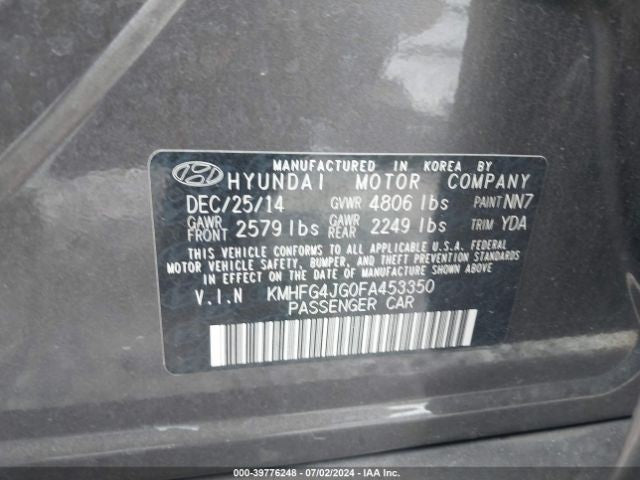 MANUFACTURED IN KOREA BY
HYUNDAI MOTOR COMPANY
DEC/25/14 GVWR 4806 lbs PAINT NN7
GAWR FRONT 2579 lbs GAWR REAR 2249 lbs TRIM YDA
THIS VEHICLE CONFORMS TO ALL APPLICABLE U.S.A. FEDERAL
MOTOR VEHICLE SAFETY, BUMPER, AND THEFT PREVENTION STANDARDS
IN EFFECT ON THE DATE OF MANUFACTURE SHOWN ABOVE.
V.I.N KMHFG4JG0FA453350
PASSENGER CAR
000-39776248 - 07/02/2024 - IAA Inc.